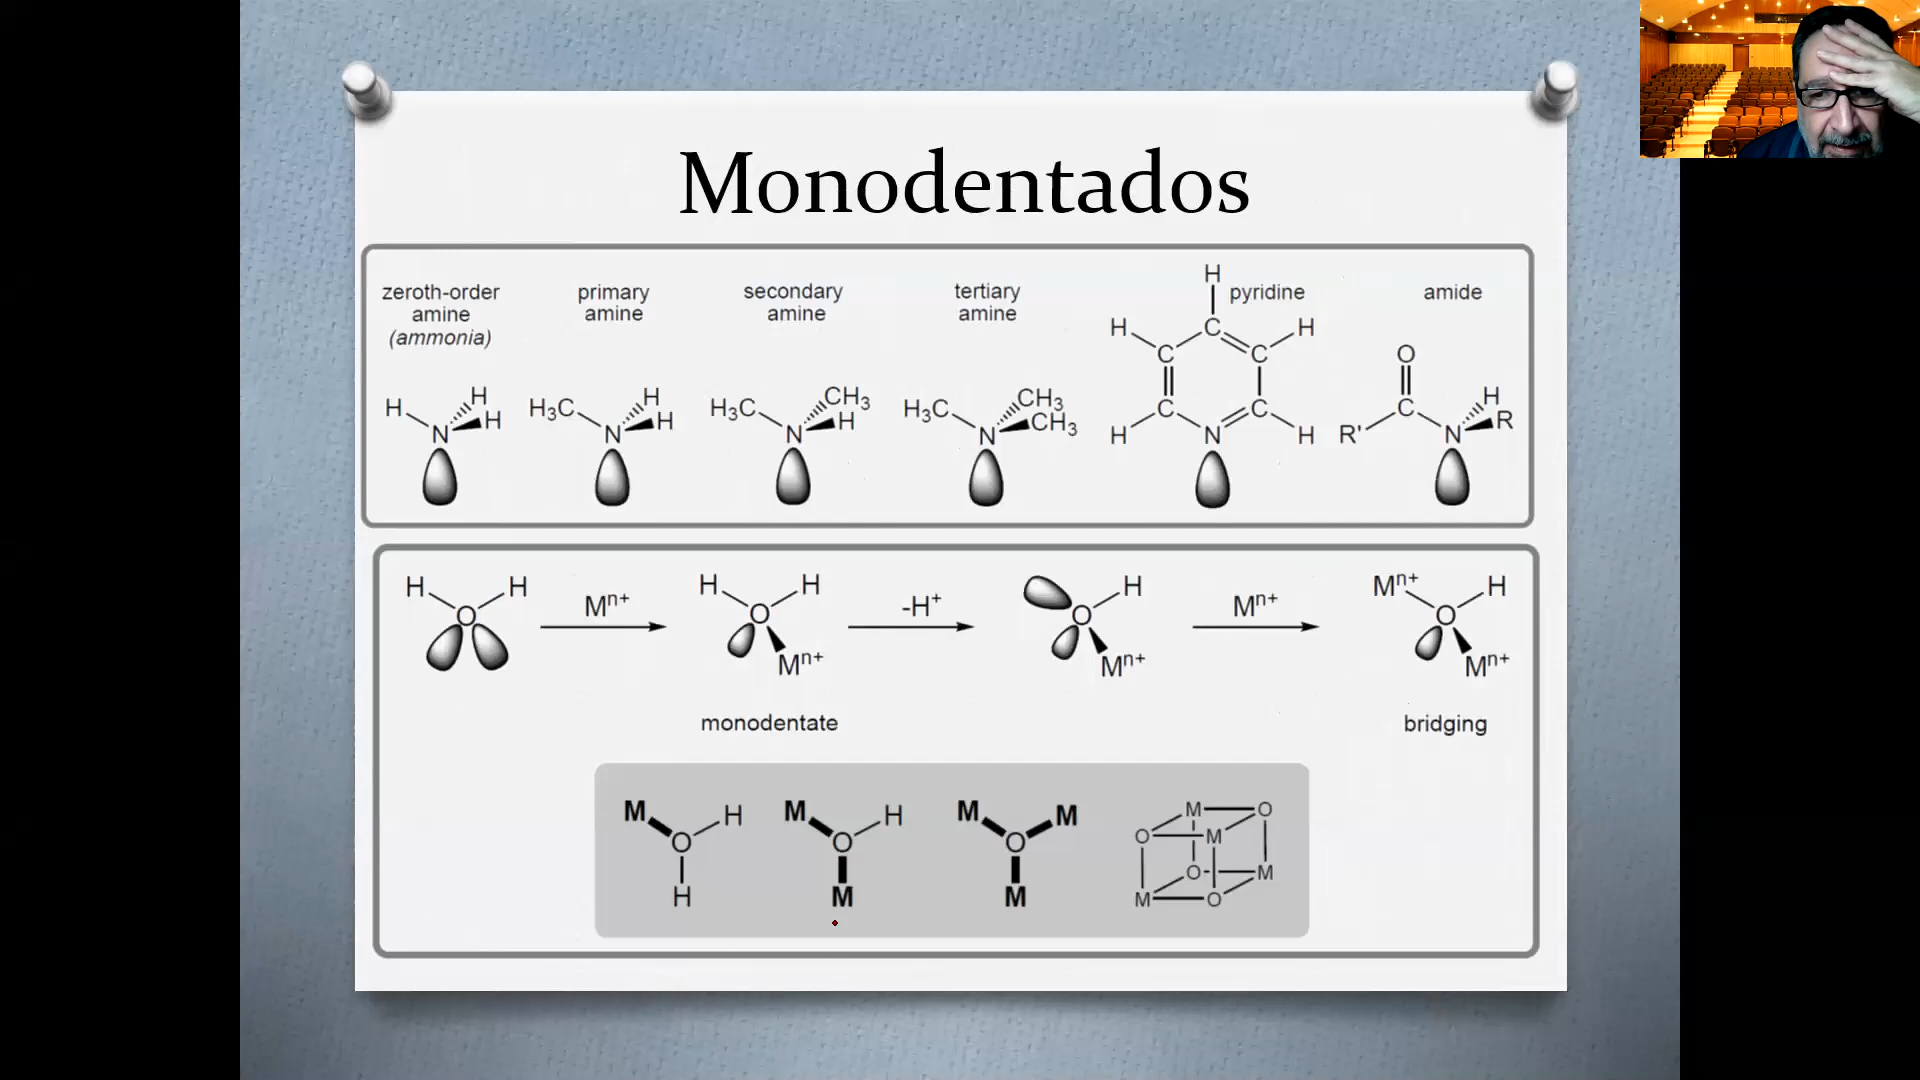 Monodentados
zeroth-order
amine
(ammonia)
primary
amine
secondary
amine
tertiary
amine
pyridine
amide
H N H H
H₃C N H H
H₃C N CH₃ H
H₃C N CH₃ CH₃
H
H C H
C C
C C
H N H
O
C H
R' N R
H H
O
Mⁿ⁺
H H
O
Mⁿ⁺
-H⁺
H
O
Mⁿ⁺
Mⁿ⁺
Mⁿ⁺ H
O
Mⁿ⁺
monodentate
bridging
M H
O
H
M H
O
M
M M
O
M
M O
O M
O M
M O